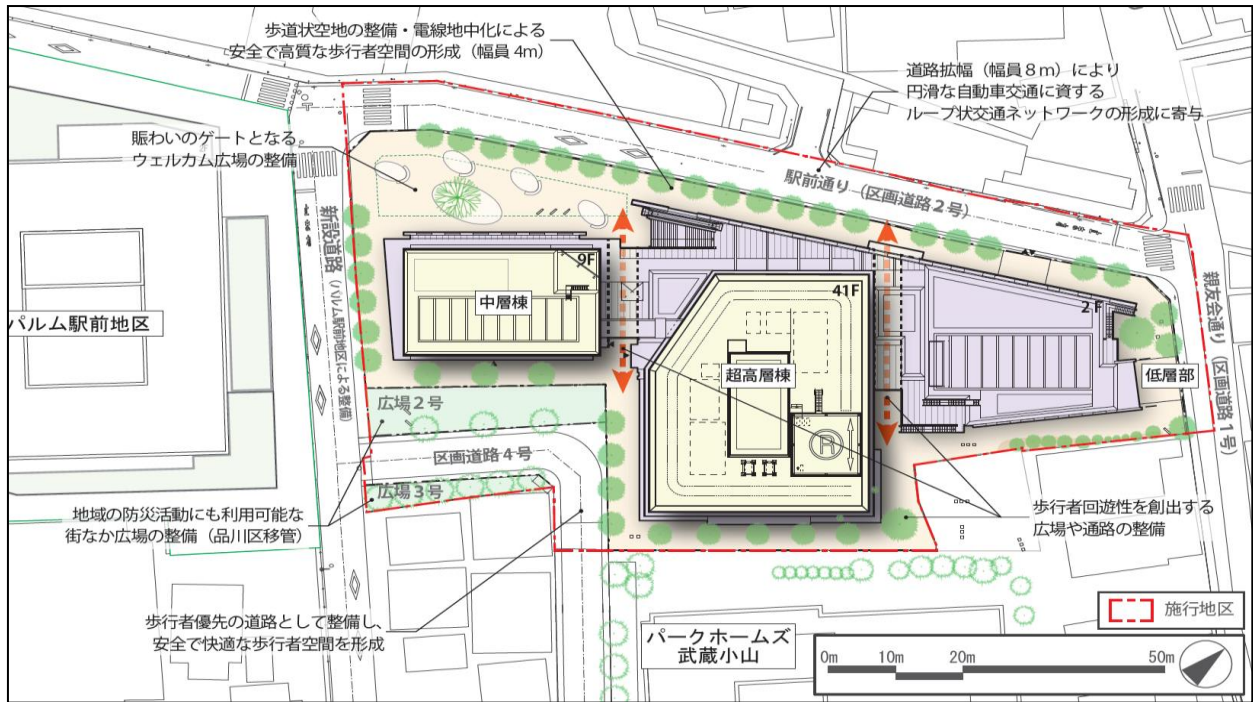 歩道状空地の整備・電線地中化による
安全で高質な歩行者空間の形成（幅員 4m）
道路拡幅（幅員８m）により
円滑な自動車交通に資する
ループ状交通ネットワークの形成に寄与
賑わいのゲートとなる
ウェルカム広場の整備
駅前通り（区画道路２号）
新設道路（パルム駅前地区による整備）
親友会通り（区画道路１号）
パルム駅前地区
9F
中層棟
41F
超高層棟
2F
低層部
R
広場２号
区画道路４号
広場３号
地域の防災活動にも利用可能な
街なか広場の整備（品川区移管）
歩行者回遊性を創出する
広場や通路の整備
歩行者優先の道路として整備し、
安全で快適な歩行者空間を形成
パークホームズ
武蔵小山
施行地区
0m 10m 20m 50m